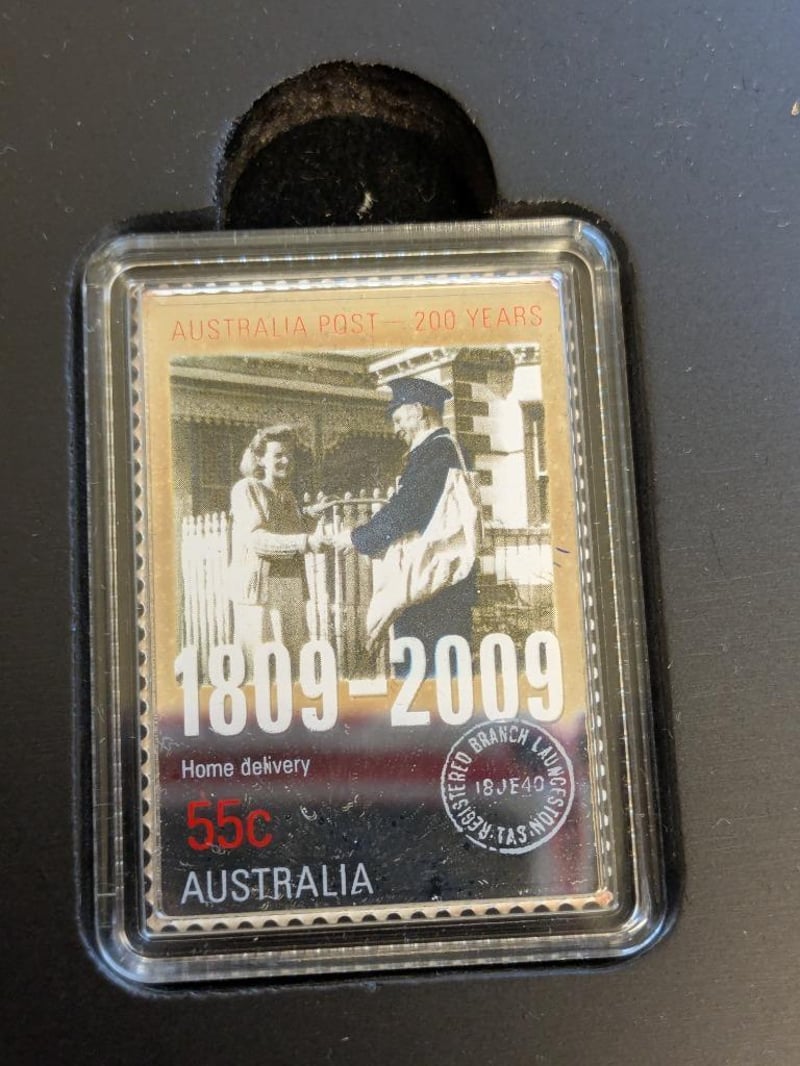 AUSTRALIA POST — 200 YEARS
1809-2009
Home delivery
55c
AUSTRALIA
REGISTERED BRANCH LAUNCESTON TAS.
18JE40